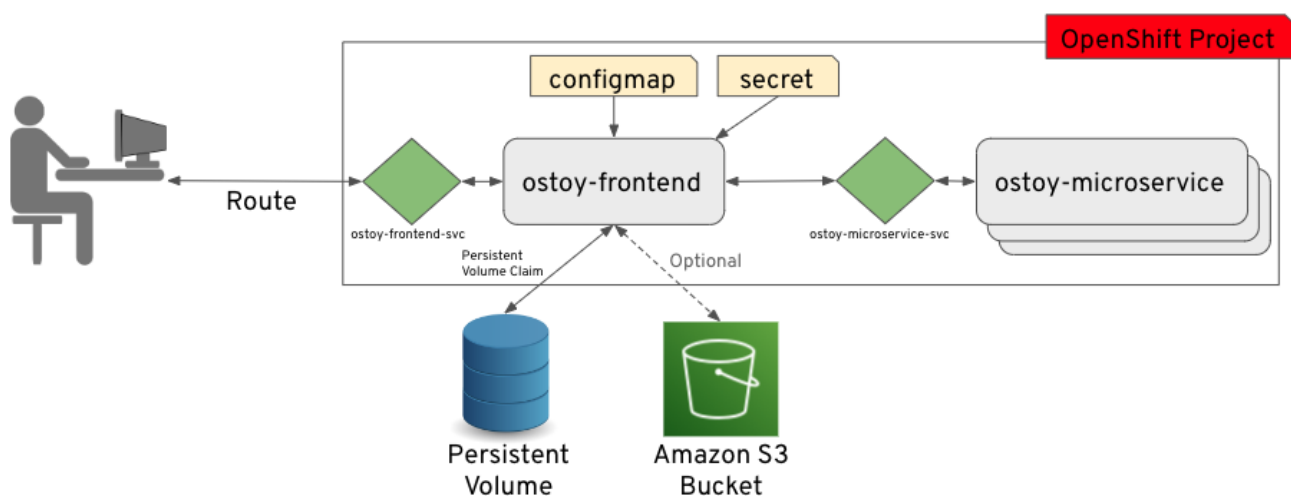 OpenShift Project
configmap
secret
ostoy-frontend
ostoy-microservice
Route
ostoy-frontend-svc
ostoy-microservice-svc
Persistent
Volume Claim
Optional
Persistent
Volume
Amazon S3
Bucket